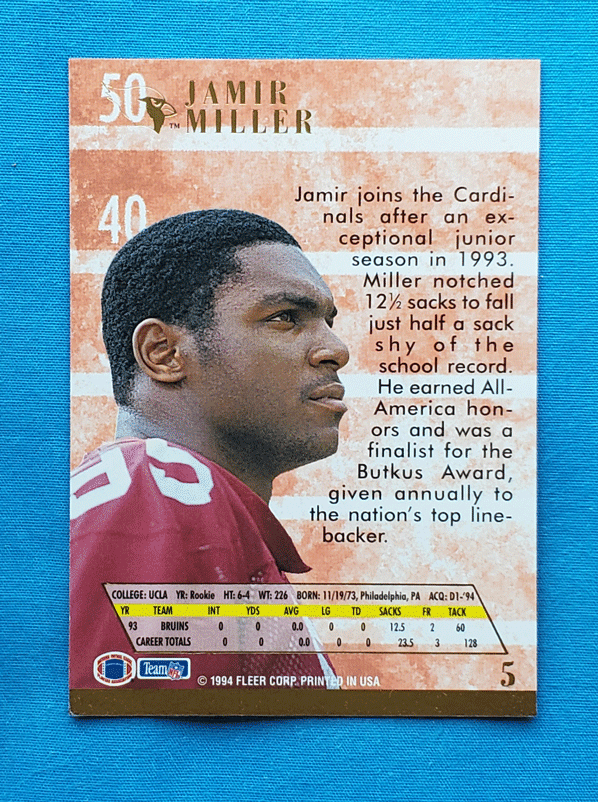 50
JAMIR
™ MILLER
40
Jamir joins the Cardi-
nals after an ex-
ceptional junior
season in 1993.
Miller notched
12½ sacks to fall
just half a sack
shy of the
school record.
He earned All-
America hon-
ors and was a
finalist for the
Butkus Award,
given annually to
the nation's top line-
backer.
COLLEGE: UCLA YR: Rookie HT: 6-4 WT: 226 BORN: 11/19/73, Philadelphia, PA ACQ: D1-'94
YR TEAM INT YDS AVG LG TD SACKS FR TACK
93 BRUINS 0 0 0.0 0 0 12.5 2 60
CAREER TOTALS 0 0 0.0 0 0 23.5 3 128
Team NFL
© 1994 FLEER CORP. PRINTED IN USA
5